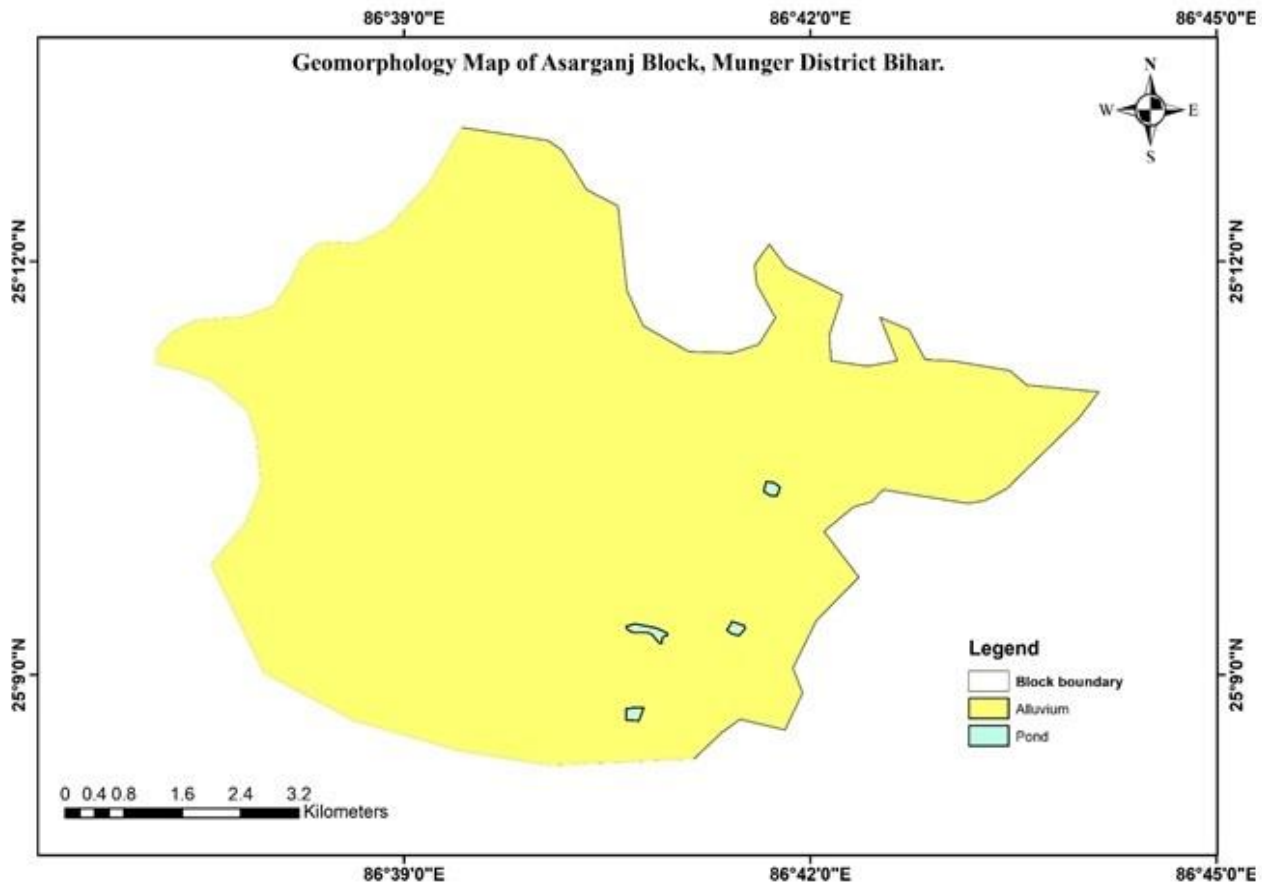 86°39'0"E 86°42'0"E 86°45'0"E
Geomorphology Map of Asarganj Block, Munger District Bihar.
N
W E
S
25°12'0"N 25°12'0"N
25°9'0"N 25°9'0"N
Legend
Block boundary
Alluvium
Pond
0 0.4 0.8 1.6 2.4 3.2
Kilometers
86°39'0"E 86°42'0"E 86°45'0"E